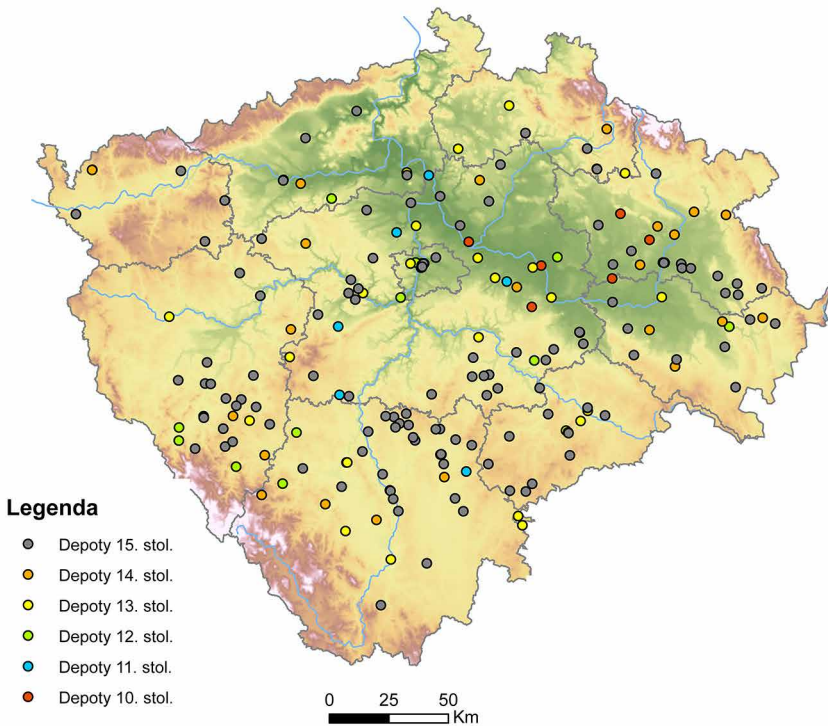 Legenda
Depoty 15. stol.
Depoty 14. stol.
Depoty 13. stol.
Depoty 12. stol.
Depoty 11. stol.
Depoty 10. stol.
0 25 50
Km